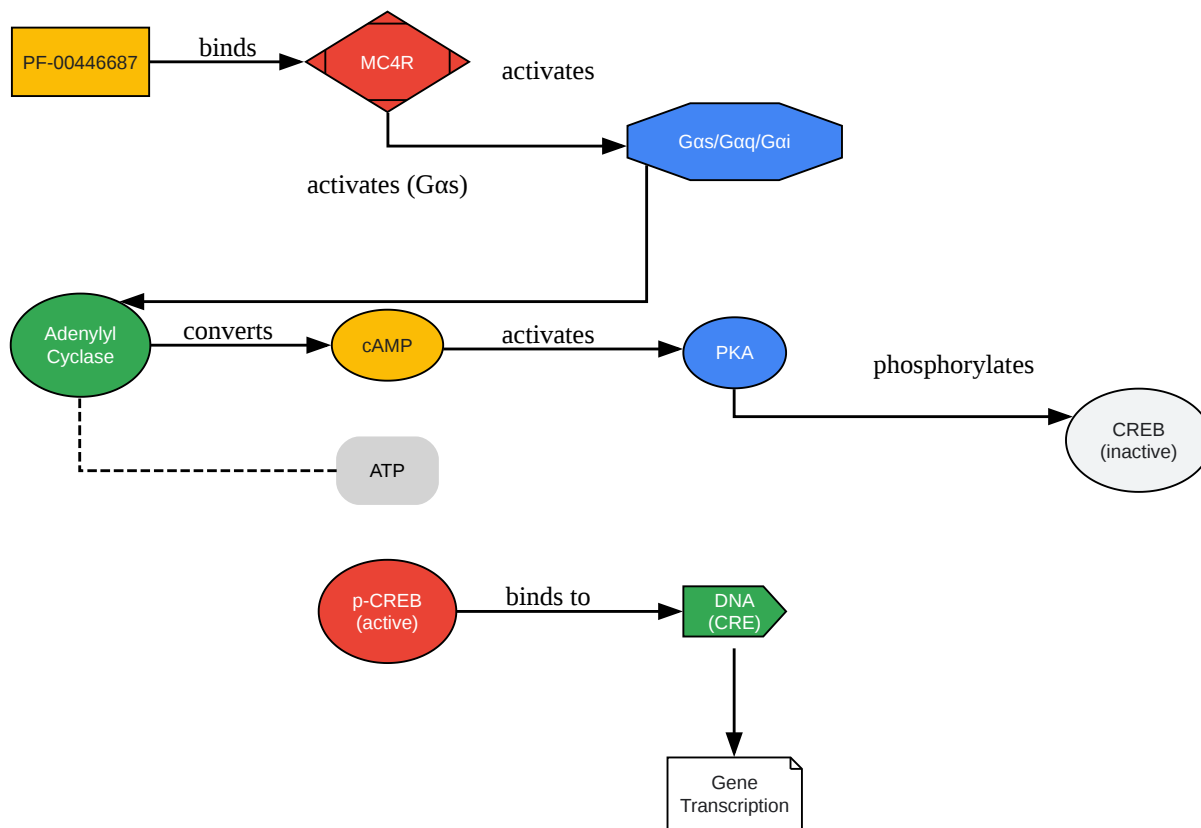 PF-00446687
binds
MC4R
activates
Gαs/Gαq/Gαi
activates (Gαs)
Adenylyl
Cyclase
converts
cAMP
activates
PKA
phosphorylates
CREB
(inactive)
ATP
p-CREB
(active)
binds to
DNA
(CRE)
Gene
Transcription